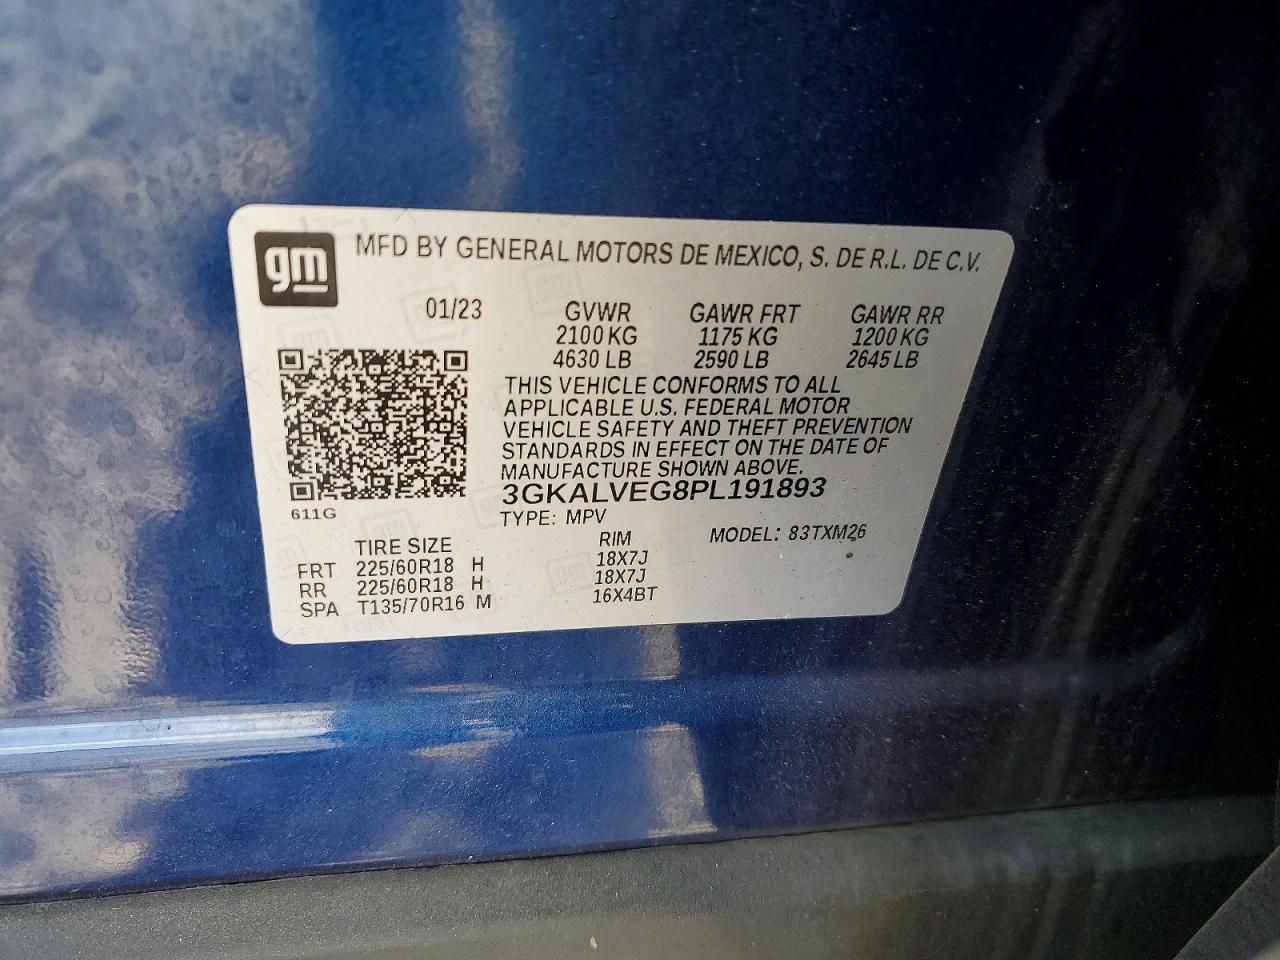 gm MFD BY GENERAL MOTORS DE MEXICO, S. DE R.L. DE C.V.
01/23 GVWR GAWR FRT GAWR RR
2100 KG 1175 KG 1200 KG
4630 LB 2590 LB 2645 LB
THIS VEHICLE CONFORMS TO ALL
APPLICABLE U.S. FEDERAL MOTOR
VEHICLE SAFETY AND THEFT PREVENTION
STANDARDS IN EFFECT ON THE DATE OF
MANUFACTURE SHOWN ABOVE.
3GKALVEG8PL191893
611G
TYPE: MPV MODEL: 83TXM26
TIRE SIZE RIM
FRT 225/60R18 H 18X7J
RR 225/60R18 H 18X7J
SPA T135/70R16 M 16X4BT